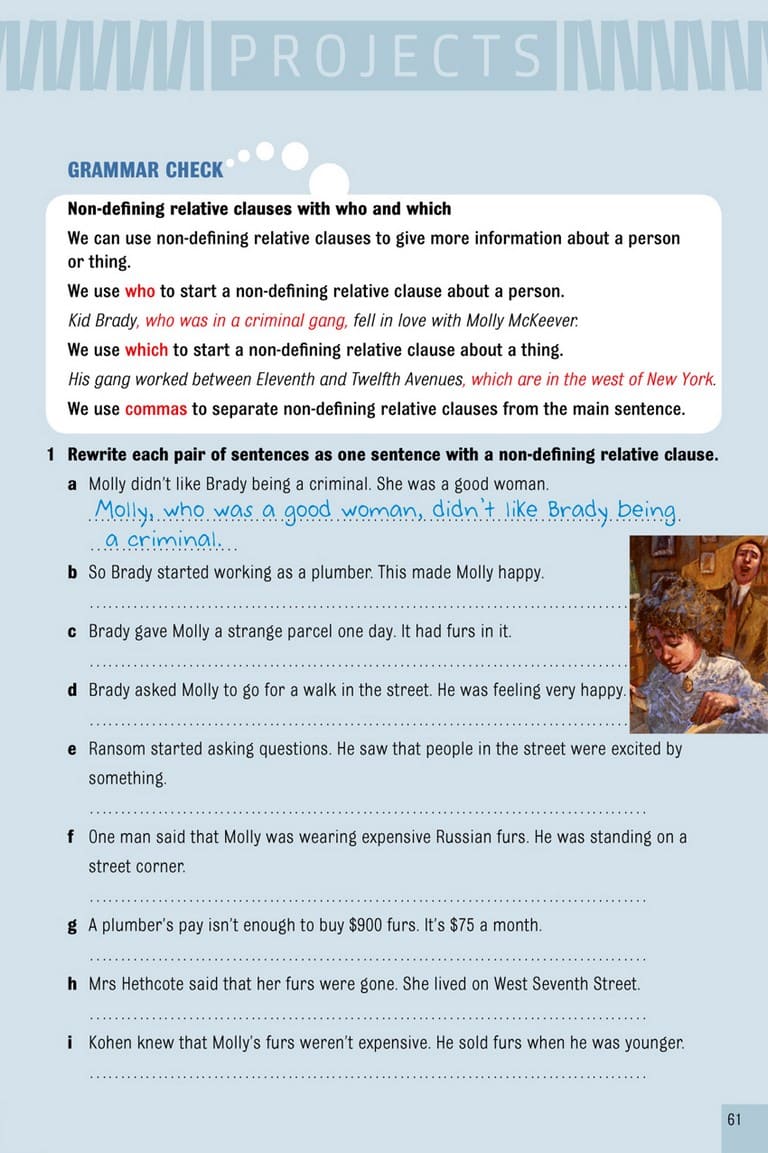 PROJECTS
GRAMMAR CHECK
Non-defining relative clauses with who and which
We can use non-defining relative clauses to give more information about a person
or thing.
We use who to start a non-defining relative clause about a person.
Kid Brady, who was in a criminal gang, fell in love with Molly McKeever.
We use which to start a non-defining relative clause about a thing.
His gang worked between Eleventh and Twelfth Avenues, which are in the west of New York.
We use commas to separate non-defining relative clauses from the main sentence.
1 Rewrite each pair of sentences as one sentence with a non-defining relative clause.
a Molly didn't like Brady being a criminal. She was a good woman.
Molly, who was a good woman, didn't like Brady being
a criminal.
b So Brady started working as a plumber. This made Molly happy.
c Brady gave Molly a strange parcel one day. It had furs in it.
d Brady asked Molly to go for a walk in the street. He was feeling very happy.
e Ransom started asking questions. He saw that people in the street were excited by
something.
f One man said that Molly was wearing expensive Russian furs. He was standing on a
street corner.
g A plumber's pay isn't enough to buy $900 furs. It's $75 a month.
h Mrs Hethcote said that her furs were gone. She lived on West Seventh Street.
i Kohen knew that Molly's furs weren't expensive. He sold furs when he was younger.
61